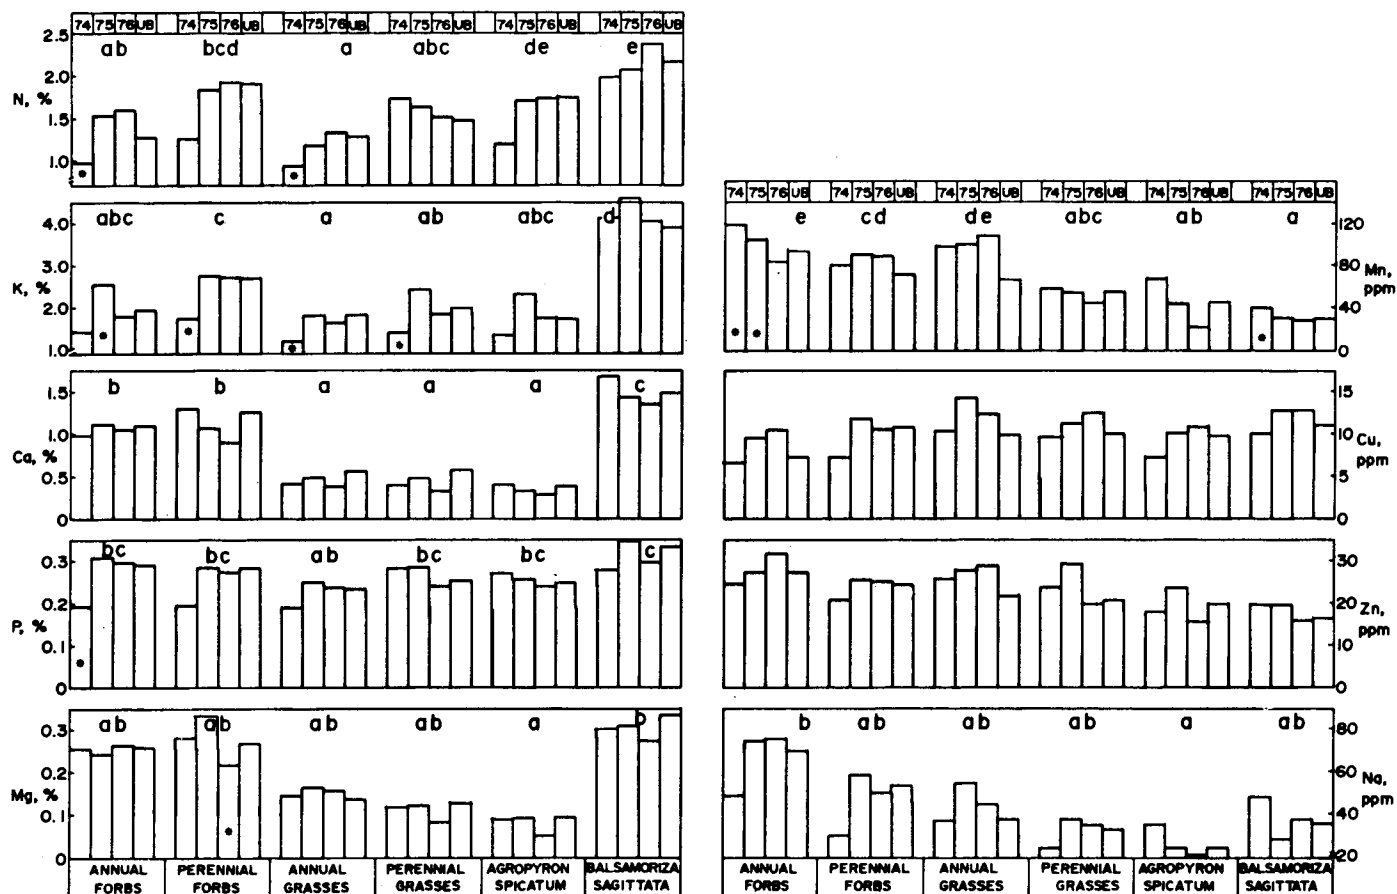 74 75 76 UB 74 75 76 UB 74 75 76 UB 74 75 76 UB 74 75 76 UB 74 75 76 UB
2.5 ab bcd a abc de e
2.0
N, %
1.5
1.0
4.0 abc c a ab abc d
3.0
K, %
2.0
1.0
1.5 b b a a a c
1.0
Ca, %
0.5
0
0.3 bc bc ab bc bc c
0.2
P, %
0.1
0
0.3 ab ab ab ab a b
0.2
Mg, %
0.1
0
ANNUAL FORBS PERENNIAL FORBS ANNUAL GRASSES PERENNIAL GRASSES AGROPYRON SPICATUM BALSAMORIZA SAGITTATA
74 75 76 UB 74 75 76 UB 74 75 76 UB 74 75 76 UB 74 75 76 UB 74 75 76 UB
e cd de abc ab a 120
80
Mn, ppm
40
0
15
10
Cu, ppm
5
0
30
20
Zn, ppm
10
0
b ab ab ab a ab 80
60
Na, ppm
40
20
ANNUAL FORBS PERENNIAL FORBS ANNUAL GRASSES PERENNIAL GRASSES AGROPYRON SPICATUM BALSAMORIZA SAGITTATA